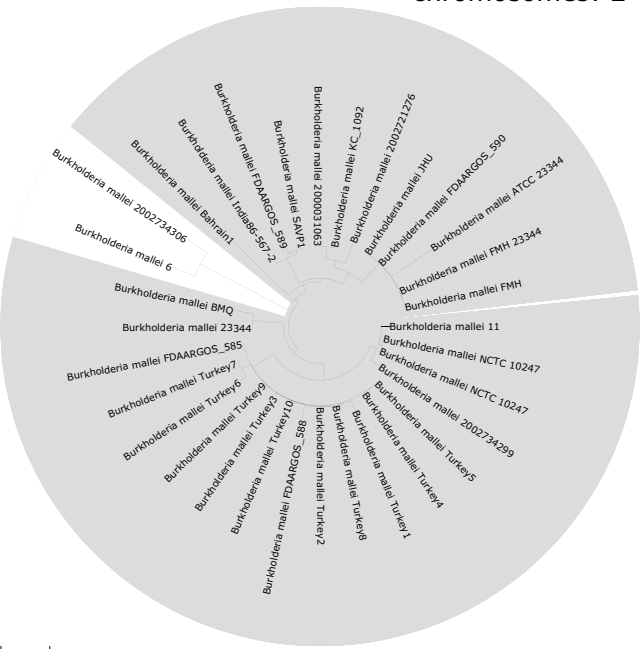 Burkholderia mallei 2000031063
Burkholderia mallei KC_1092
Burkholderia mallei 2002721276
Burkholderia mallei JHU
Burkholderia mallei FDAARGOS_590
Burkholderia mallei ATCC 23344
Burkholderia mallei FMH 23344
Burkholderia mallei FMH
Burkholderia mallei 11
Burkholderia mallei NCTC 10247
Burkholderia mallei NCTC 10247
Burkholderia mallei 2002734299
Burkholderia mallei Turkey5
Burkholderia mallei Turkey4
Burkholderia mallei Turkey1
Burkholderia mallei Turkey8
Burkholderia mallei Turkey2
Burkholderia mallei FDAARGOS_588
Burkholderia mallei Turkey10
Burkholderia mallei Turkey3
Burkholderia mallei Turkey9
Burkholderia mallei Turkey6
Burkholderia mallei Turkey7
Burkholderia mallei FDAARGOS_585
Burkholderia mallei 23344
Burkholderia mallei BMQ
Burkholderia mallei 6
Burkholderia mallei 2002734306
Burkholderia mallei Bahrain1
Burkholderia mallei India86-567-2
Burkholderia mallei FDAARGOS_589
Burkholderia mallei SAVP1